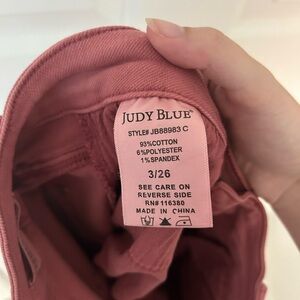 JUDY BLUE
STYLE# JB88983 C
93%COTTON
6%POLYESTER
1%SPANDEX
3/26
SEE CARE ON
REVERSE SIDE
RN# 116380
MADE IN CHINA